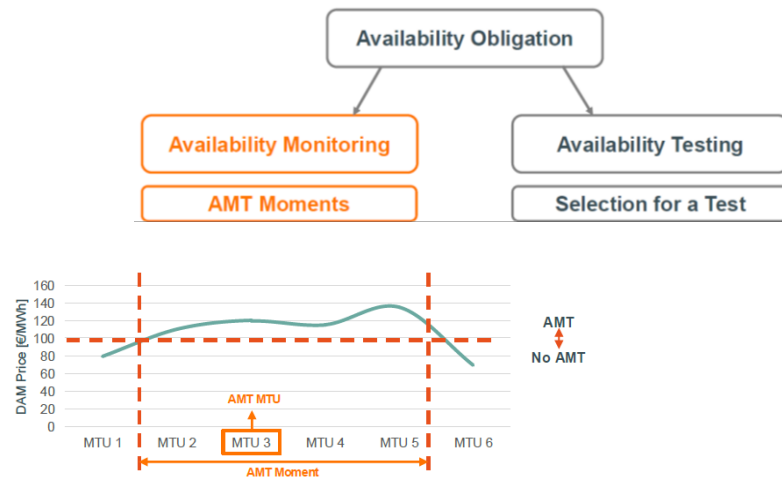 Availability Obligation
Availability Monitoring
Availability Testing
AMT Moments
Selection for a Test
DAM Price [€/MWh]
160
140
120
100
80
60
40
20
0
AMT
No AMT
AMT MTU
MTU 1
MTU 2
MTU 3
MTU 4
MTU 5
MTU 6
AMT Moment